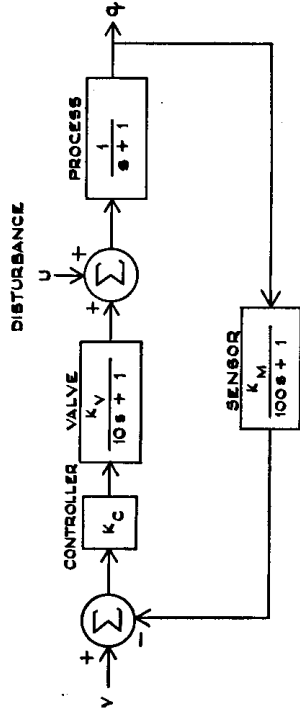 DISTURBANCE
u
CONTROLLER
VALVE
PROCESS
v
+
-
Σ
K_C
K_V
10s + 1
+
+
Σ
1
s + 1
q
SENSOR
K_M
100s + 1